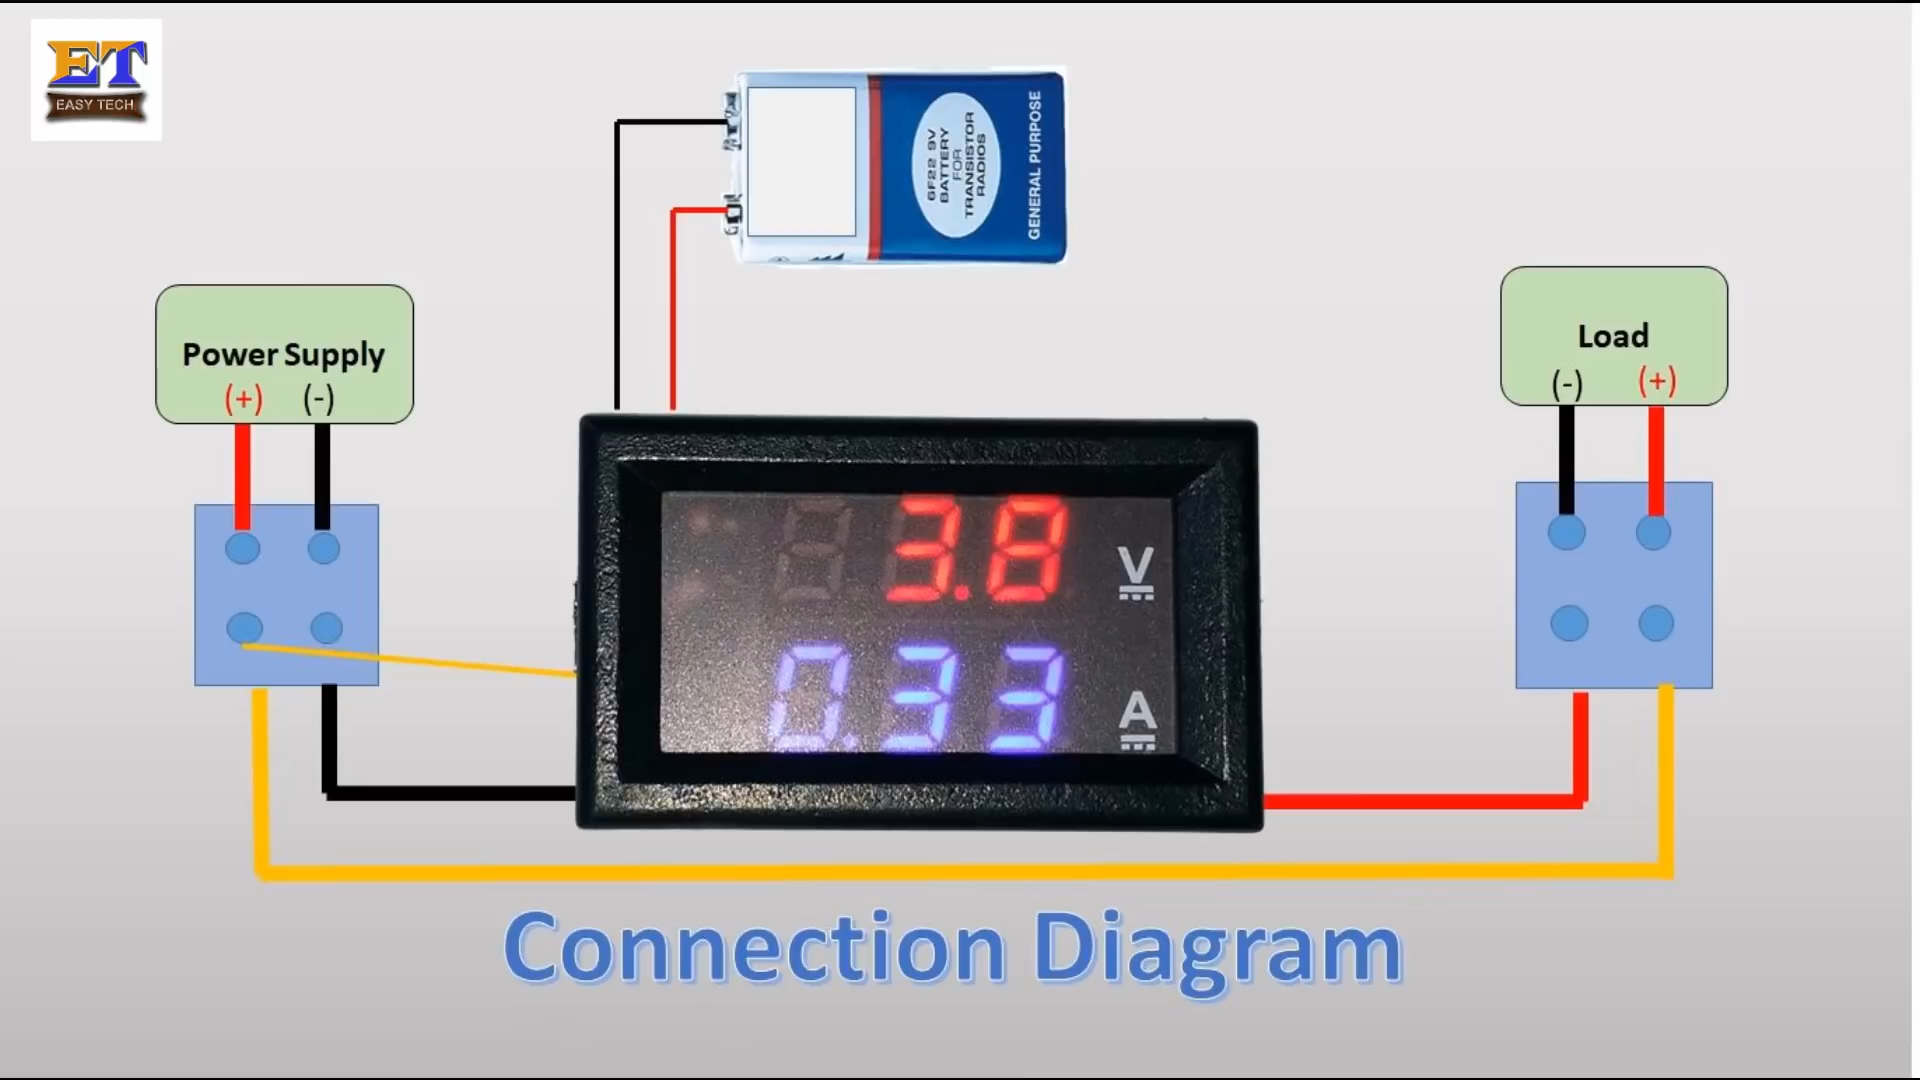 ET
EASY TECH
6F22 9V
BATTERY
FOR
TRANSISTOR
RADIOS
GENERAL PURPOSE
Power Supply
(+) (-)
Load
(-) (+)
3.8 V
0.33 A
Connection Diagram